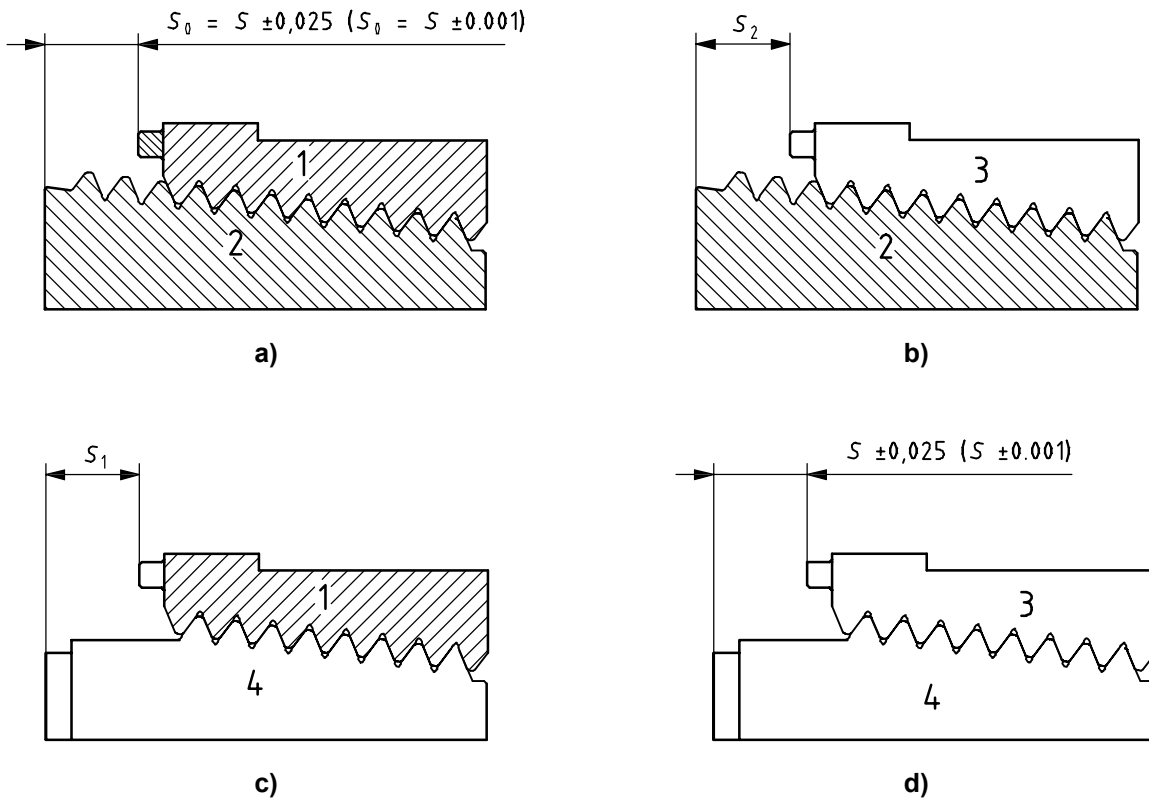 S₀ = S ±0,025 (S₀ = S ±0.001)
S₂
1
2
3
2
a)
b)
S₁
S ±0,025 (S ±0.001)
1
4
3
4
c)
d)